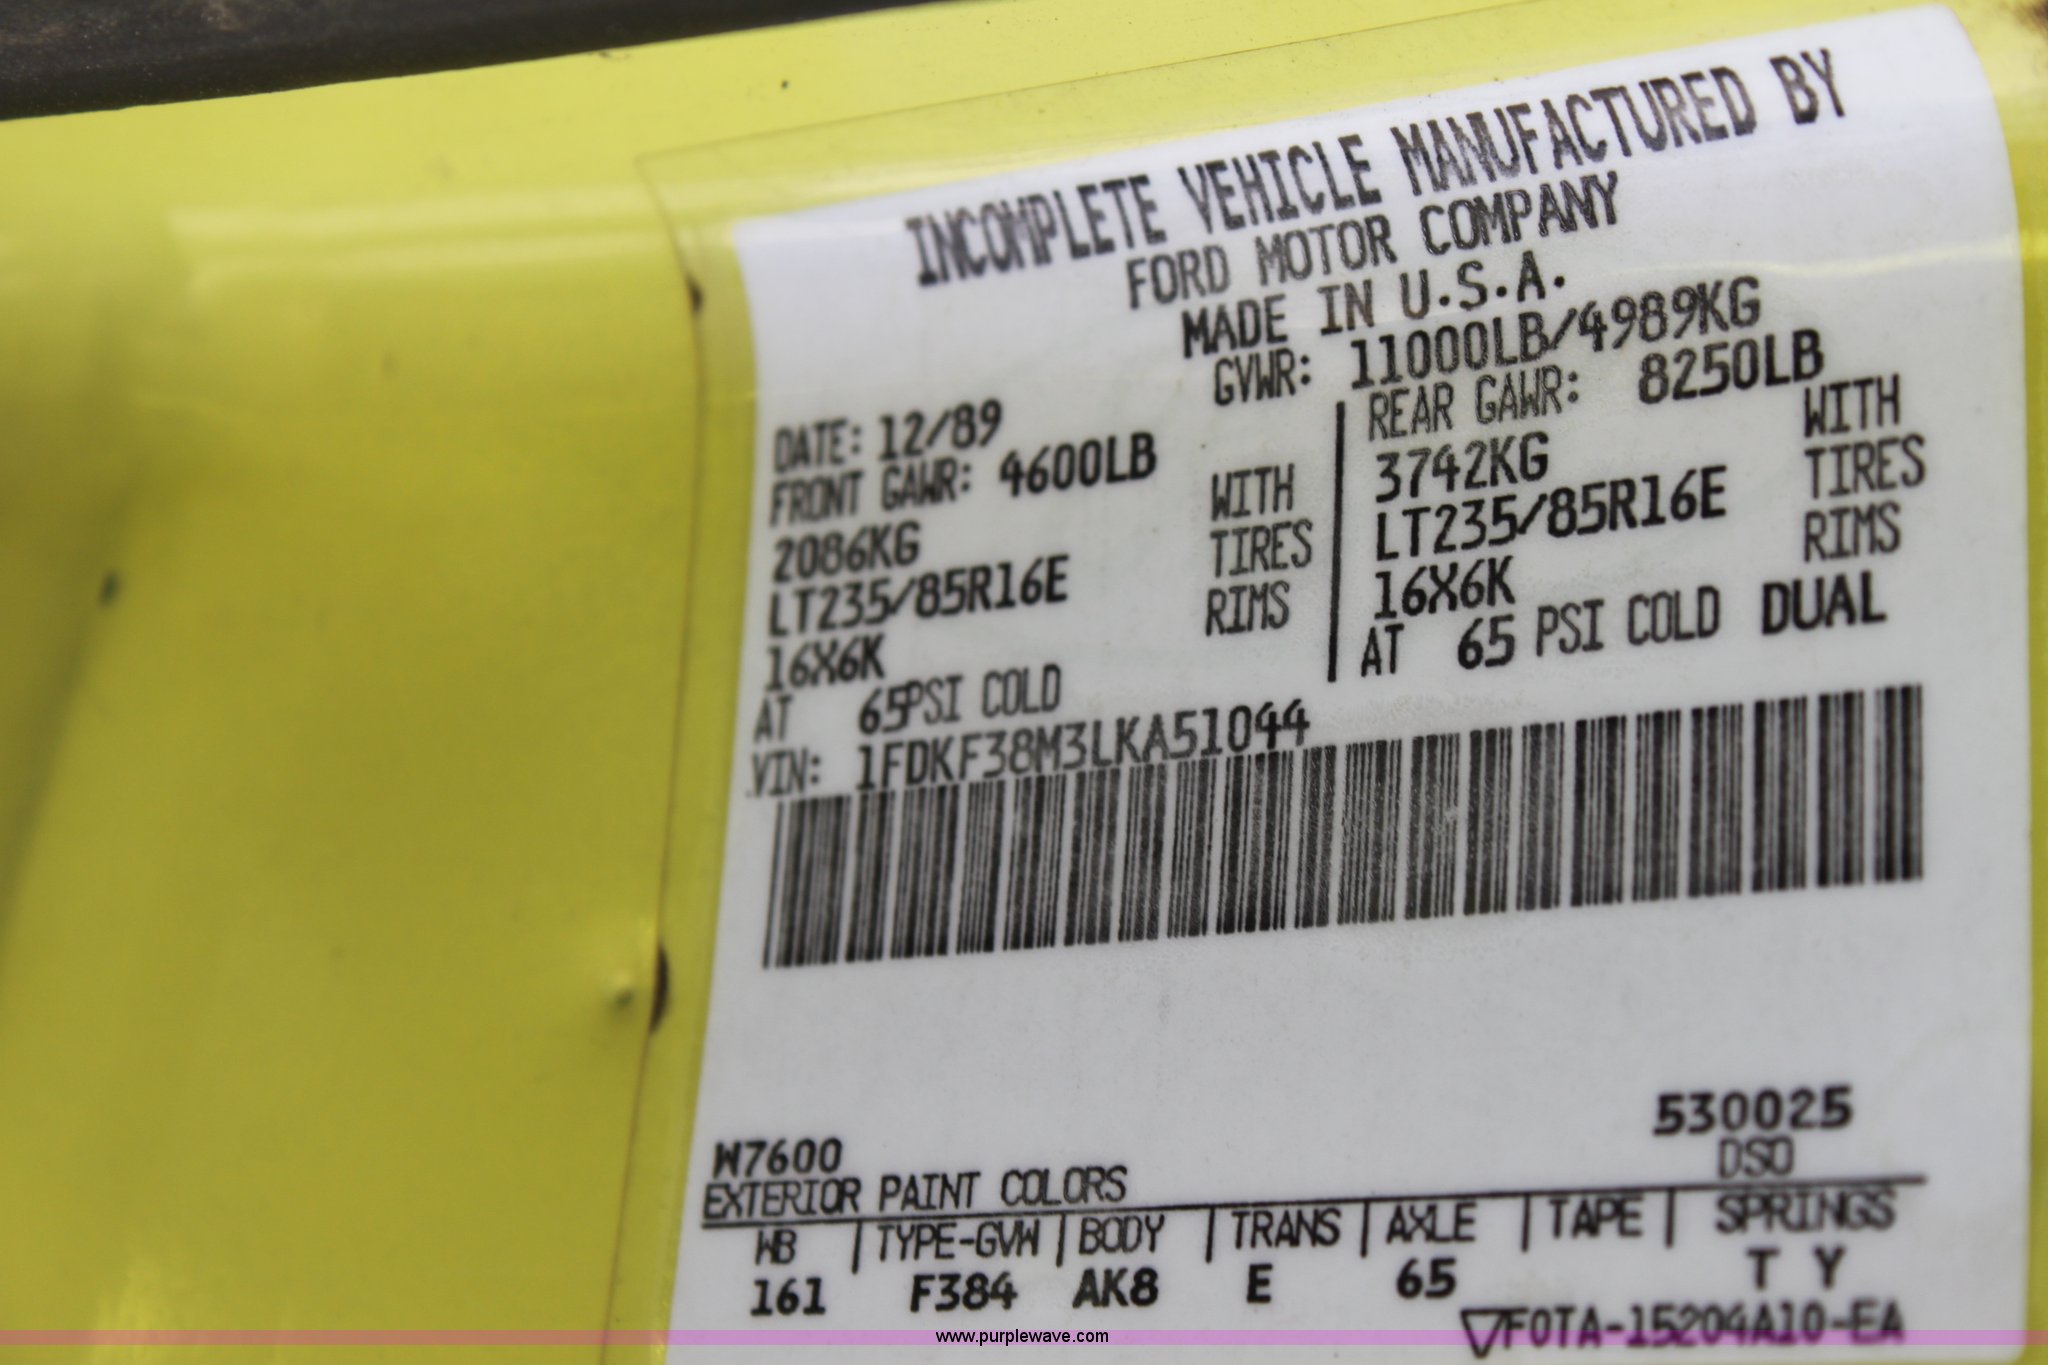 INCOMPLETE VEHICLE MANUFACTURED BY
FORD MOTOR COMPANY
MADE IN U.S.A.
GVWR: 11000LB/4989KG
DATE: 12/89
FRONT GAWR: 4600LB
2086KG WITH
LT235/85R16E TIRES
16X6K RIMS
AT 65PSI COLD
REAR GAWR: 8250LB
3742KG WITH
LT235/85R16E TIRES
16X6K RIMS
AT 65 PSI COLD DUAL
VIN: 1FDKF38M3LKA51044
530025
W7600 DSO
EXTERIOR PAINT COLORS
WB | TYPE-GVW | BODY | TRANS | AXLE | TAPE | SPRINGS
161 F384 AK8 E 65 T Y
▽F0TA-15204A10-EA
www.purplewave.com